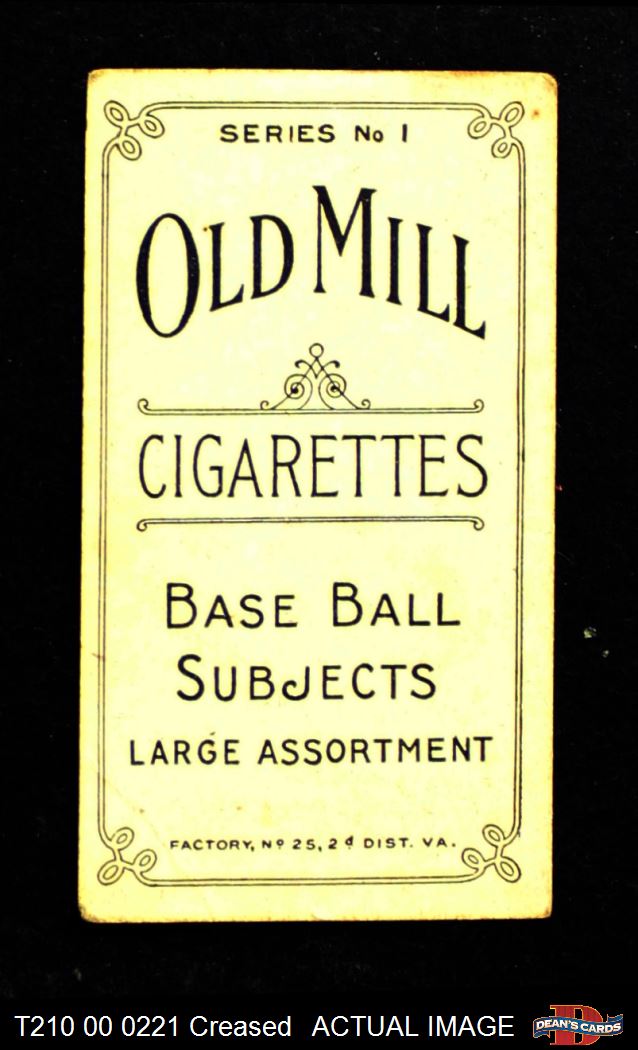 SERIES No 1
OLD MILL
CIGARETTES
BASE BALL
SUBJECTS
LARGE ASSORTMENT
FACTORY, Nº 25, 2d DIST. VA.
T210 00 0221 Creased ACTUAL IMAGE
D
DEAN'S CARDS